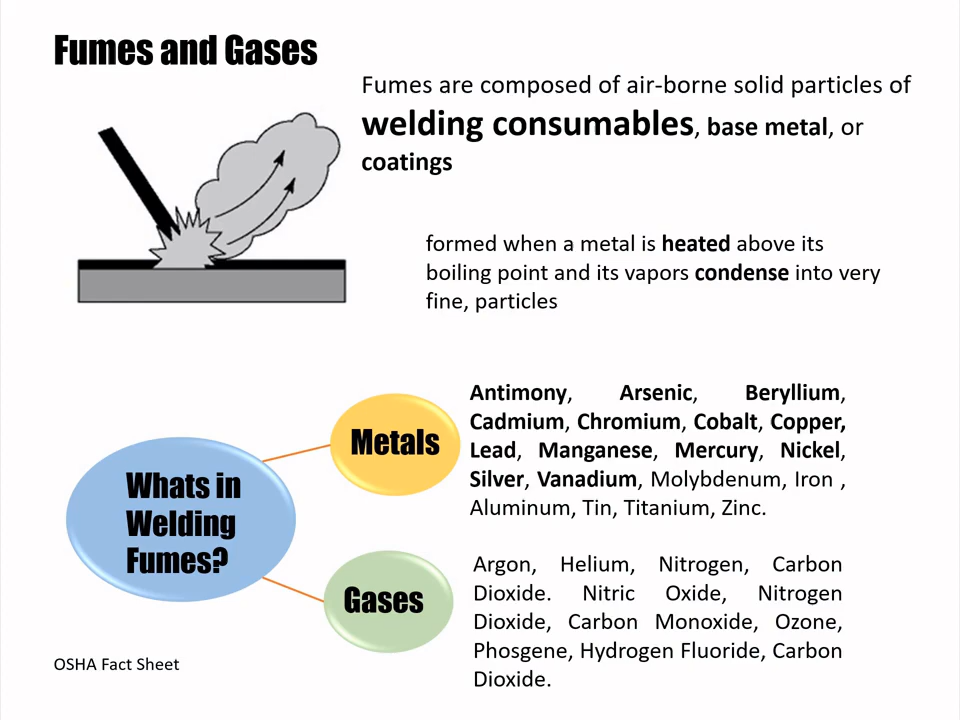 Fumes and Gases
Fumes are composed of air-borne solid particles of
welding consumables, base metal, or
coatings
formed when a metal is heated above its
boiling point and its vapors condense into very
fine, particles
Whats in
Welding
Fumes?
Metals
Antimony, Arsenic, Beryllium,
Cadmium, Chromium, Cobalt, Copper,
Lead, Manganese, Mercury, Nickel,
Silver, Vanadium, Molybdenum, Iron ,
Aluminum, Tin, Titanium, Zinc.
Gases
Argon, Helium, Nitrogen, Carbon
Dioxide. Nitric Oxide, Nitrogen
Dioxide, Carbon Monoxide, Ozone,
Phosgene, Hydrogen Fluoride, Carbon
Dioxide.
OSHA Fact Sheet